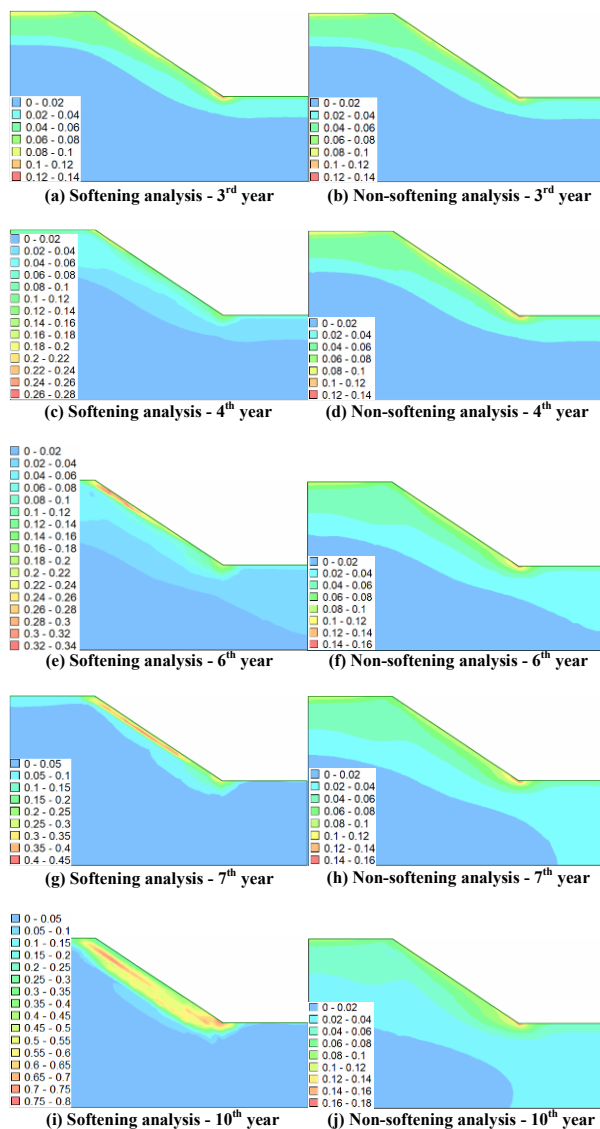 0 - 0.02
0.02 - 0.04
0.04 - 0.06
0.06 - 0.08
0.08 - 0.1
0.1 - 0.12
0.12 - 0.14
(a) Softening analysis - 3rd year
0 - 0.02
0.02 - 0.04
0.04 - 0.06
0.06 - 0.08
0.08 - 0.1
0.1 - 0.12
0.12 - 0.14
(b) Non-softening analysis - 3rd year
0 - 0.02
0.02 - 0.04
0.04 - 0.06
0.06 - 0.08
0.08 - 0.1
0.1 - 0.12
0.12 - 0.14
0.14 - 0.16
0.16 - 0.18
0.18 - 0.2
0.2 - 0.22
0.22 - 0.24
0.24 - 0.26
0.26 - 0.28
(c) Softening analysis - 4th year
0 - 0.02
0.02 - 0.04
0.04 - 0.06
0.06 - 0.08
0.08 - 0.1
0.1 - 0.12
0.12 - 0.14
(d) Non-softening analysis - 4th year
0 - 0.02
0.02 - 0.04
0.04 - 0.06
0.06 - 0.08
0.08 - 0.1
0.1 - 0.12
0.12 - 0.14
0.14 - 0.16
0.16 - 0.18
0.18 - 0.2
0.2 - 0.22
0.22 - 0.24
0.24 - 0.26
0.26 - 0.28
0.28 - 0.3
0.3 - 0.32
0.32 - 0.34
(e) Softening analysis - 6th year
0 - 0.02
0.02 - 0.04
0.04 - 0.06
0.06 - 0.08
0.08 - 0.1
0.1 - 0.12
0.12 - 0.14
0.14 - 0.16
(f) Non-softening analysis - 6th year
0 - 0.05
0.05 - 0.1
0.1 - 0.15
0.15 - 0.2
0.2 - 0.25
0.25 - 0.3
0.3 - 0.35
0.35 - 0.4
0.4 - 0.45
(g) Softening analysis - 7th year
0 - 0.02
0.02 - 0.04
0.04 - 0.06
0.06 - 0.08
0.08 - 0.1
0.1 - 0.12
0.12 - 0.14
0.14 - 0.16
(h) Non-softening analysis - 7th year
0 - 0.05
0.05 - 0.1
0.1 - 0.15
0.15 - 0.2
0.2 - 0.25
0.25 - 0.3
0.3 - 0.35
0.35 - 0.4
0.4 - 0.45
0.45 - 0.5
0.5 - 0.55
0.55 - 0.6
0.6 - 0.65
0.65 - 0.7
0.7 - 0.75
0.75 - 0.8
(i) Softening analysis - 10th year
0 - 0.02
0.02 - 0.04
0.04 - 0.06
0.06 - 0.08
0.08 - 0.1
0.1 - 0.12
0.12 - 0.14
0.14 - 0.16
0.16 - 0.18
(j) Non-softening analysis - 10th year